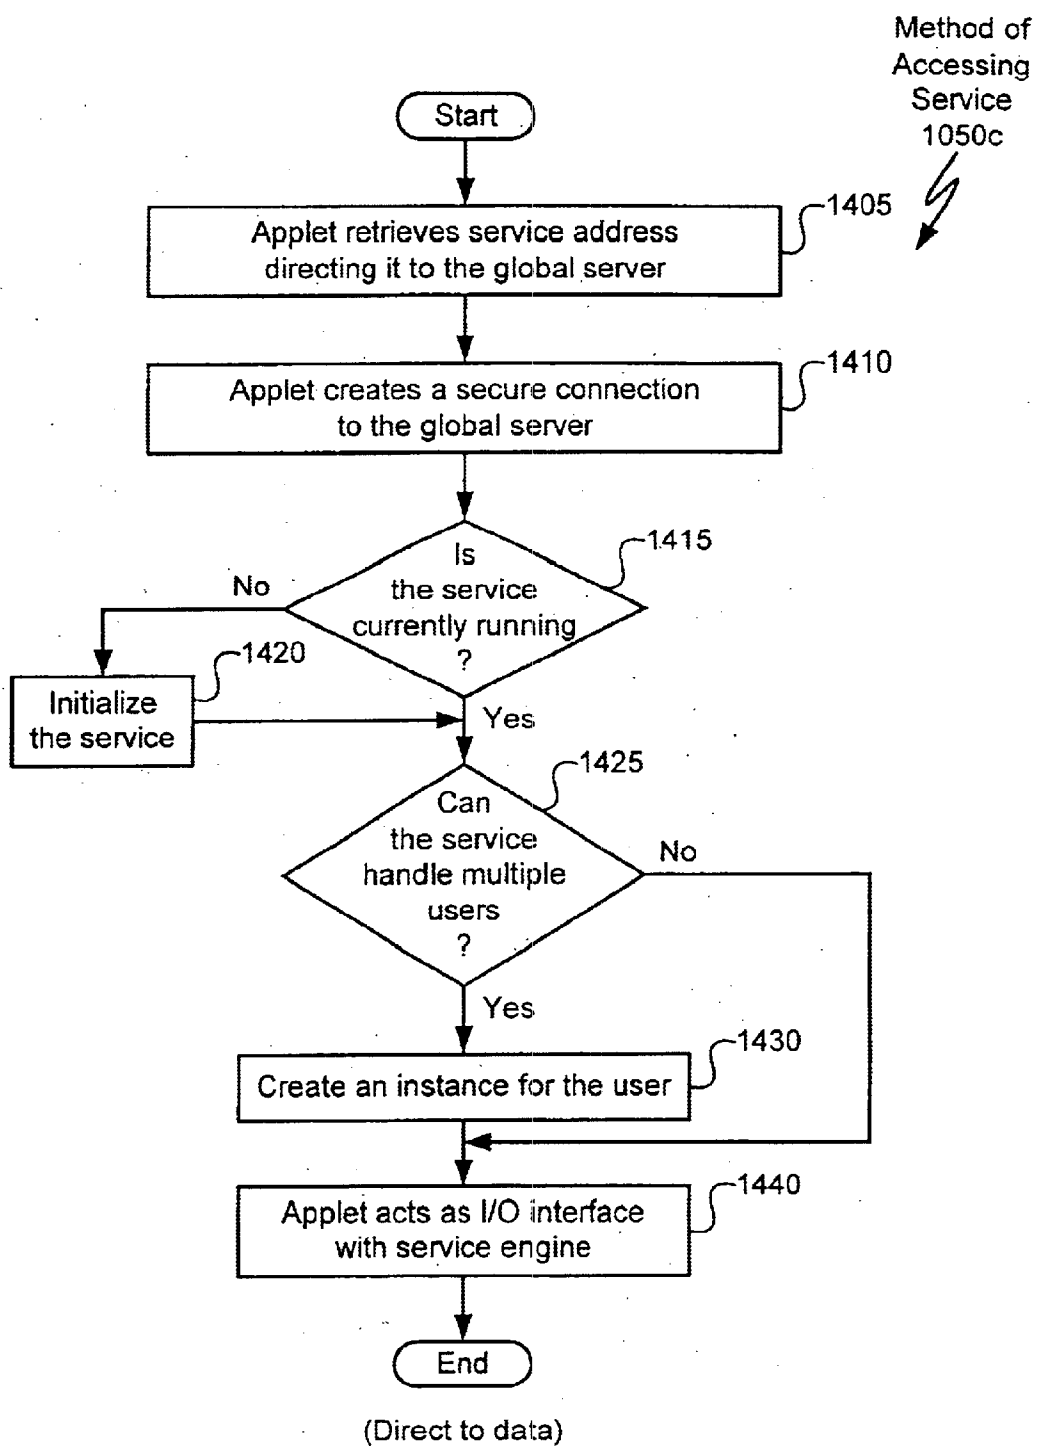 Method of
Accessing
Service
1050c
Start
1405
Applet retrieves service address
directing it to the global server
1410
Applet creates a secure connection
to the global server
1415
Is
the service
currently running
?
No
1420
Initialize
the service
Yes
1425
Can
the service
handle multiple
users
?
No
Yes
1430
Create an instance for the user
1440
Applet acts as I/O interface
with service engine
End
(Direct to data)